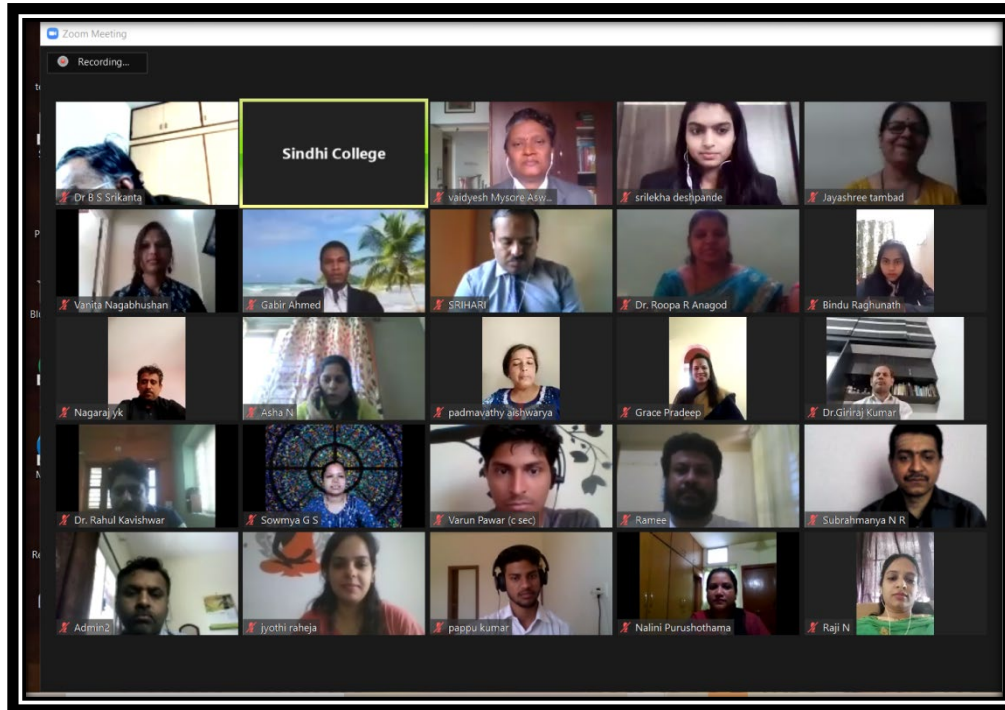 Zoom Meeting
Recording...
Dr B S Srikanta
Sindhi College
vaidyesh Mysore Asw...
srilekha deshpande
Jayashree tambad
Vanita Nagabhushan
Gabir Ahmed
SRIHARI
Dr. Roopa R Anagod
Bindu Raghunath
Nagaraj yk
Asha N
padmavathy aishwarya
Grace Pradeep
Dr.Giriraj Kumar
Dr. Rahul Kavishwar
Sowmya G S
Varun Pawar (c sec)
Ramee
Subrahmanya N R
Admin2
jyothi raheja
pappu kumar
Nalini Purushothama
Raji N